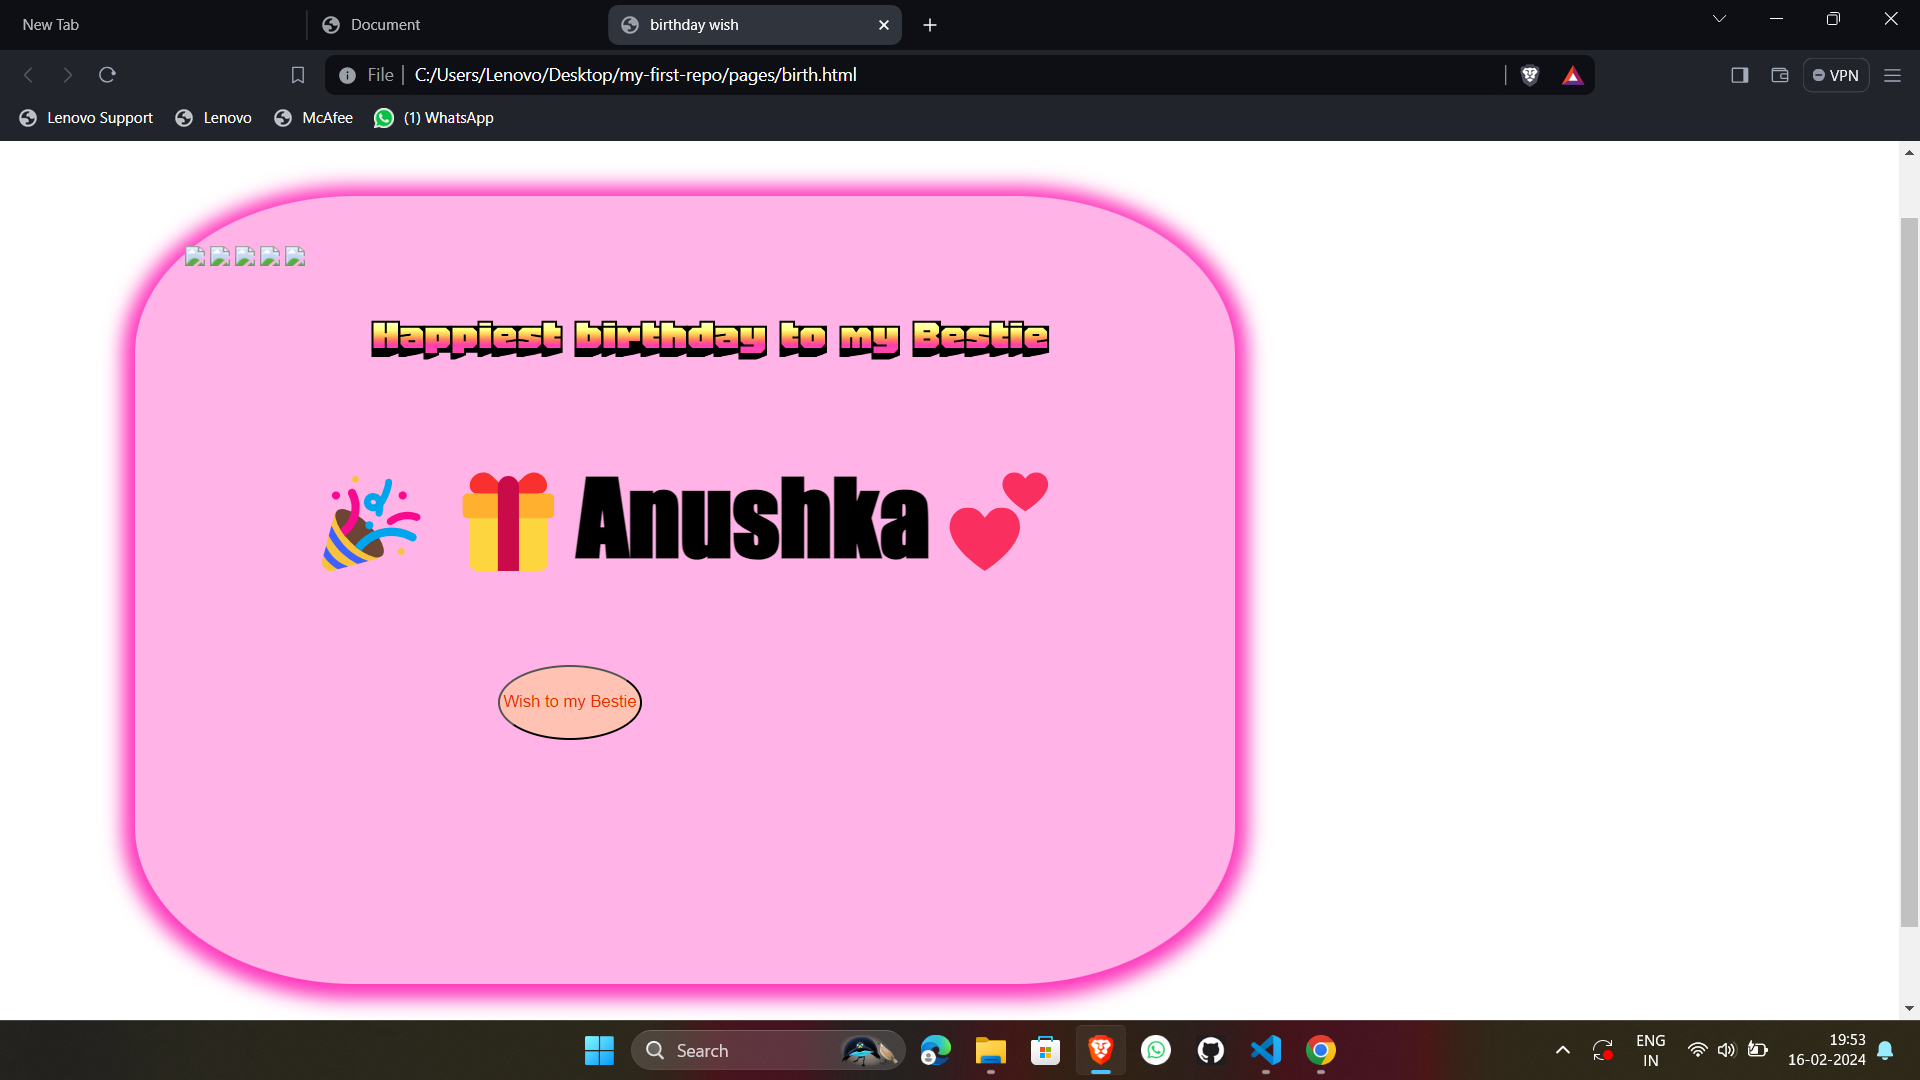 New Tab
Document
birthday wish
File
C:/Users/Lenovo/Desktop/my-first-repo/pages/birth.html
VPN
Lenovo Support
Lenovo
McAfee
(1) WhatsApp
Happiest birthday to my Bestie
🎉 🎁 Anushka 💕
Wish to my Bestie
Search
ENG
IN
19:53
16-02-2024